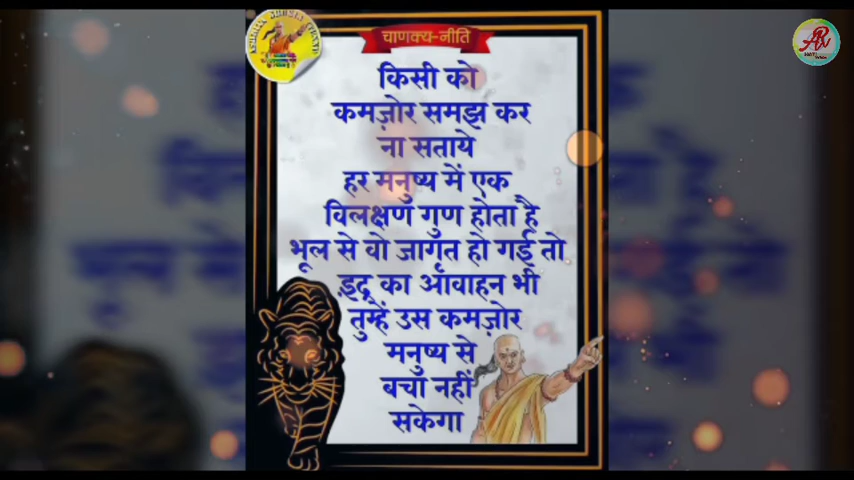 चाणक्य-नीति
किसी को
कमज़ोर समझ कर
ना सताये
हर मनुष्य में एक
विलक्षण गुण होता है
भूल से वो जागृत हो गई तो
इंद्र का आवाहन भी
तुम्हें उस कमज़ोर
मनुष्य से
बचा नहीं
सकेगा